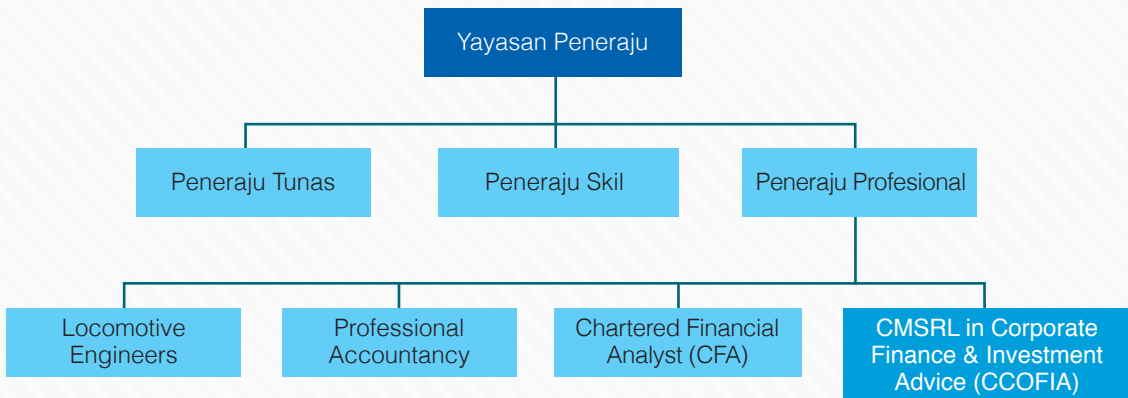 Yayasan Peneraju
Peneraju Tunas
Peneraju Skil
Peneraju Profesional
Locomotive
Engineers
Professional
Accountancy
Chartered Financial
Analyst (CFA)
CMSRL in Corporate
Finance & Investment
Advice (CCOFIA)